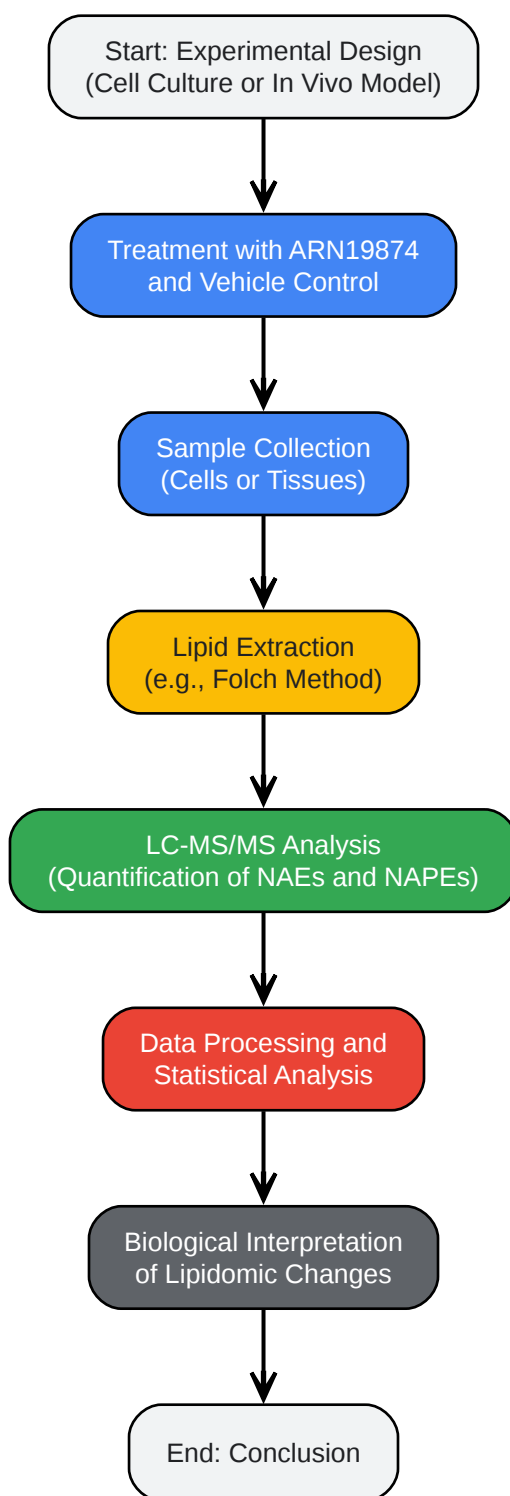 Start: Experimental Design
(Cell Culture or In Vivo Model)
Treatment with ARN19874
and Vehicle Control
Sample Collection
(Cells or Tissues)
Lipid Extraction
(e.g., Folch Method)
LC-MS/MS Analysis
(Quantification of NAEs and NAPEs)
Data Processing and
Statistical Analysis
Biological Interpretation
of Lipidomic Changes
End: Conclusion